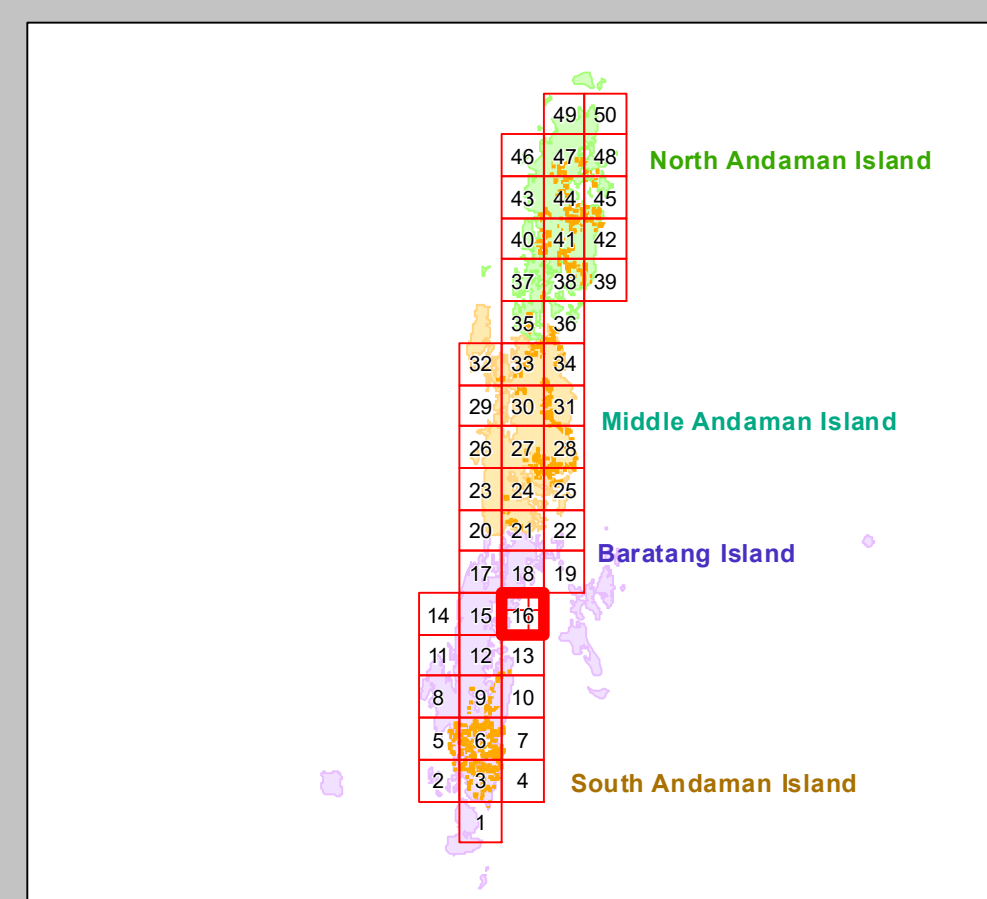 49 50
46 47 48 North Andaman Island
43 44 45
40 41 42
37 38 39
35 36
32 33 34
29 30 31 Middle Andaman Island
26 27 28
23 24 25
20 21 22
Baratang Island
17 18 19
14 15 16
11 12 13
8 9 10
5 6 7
2 3 4 South Andaman Island
1